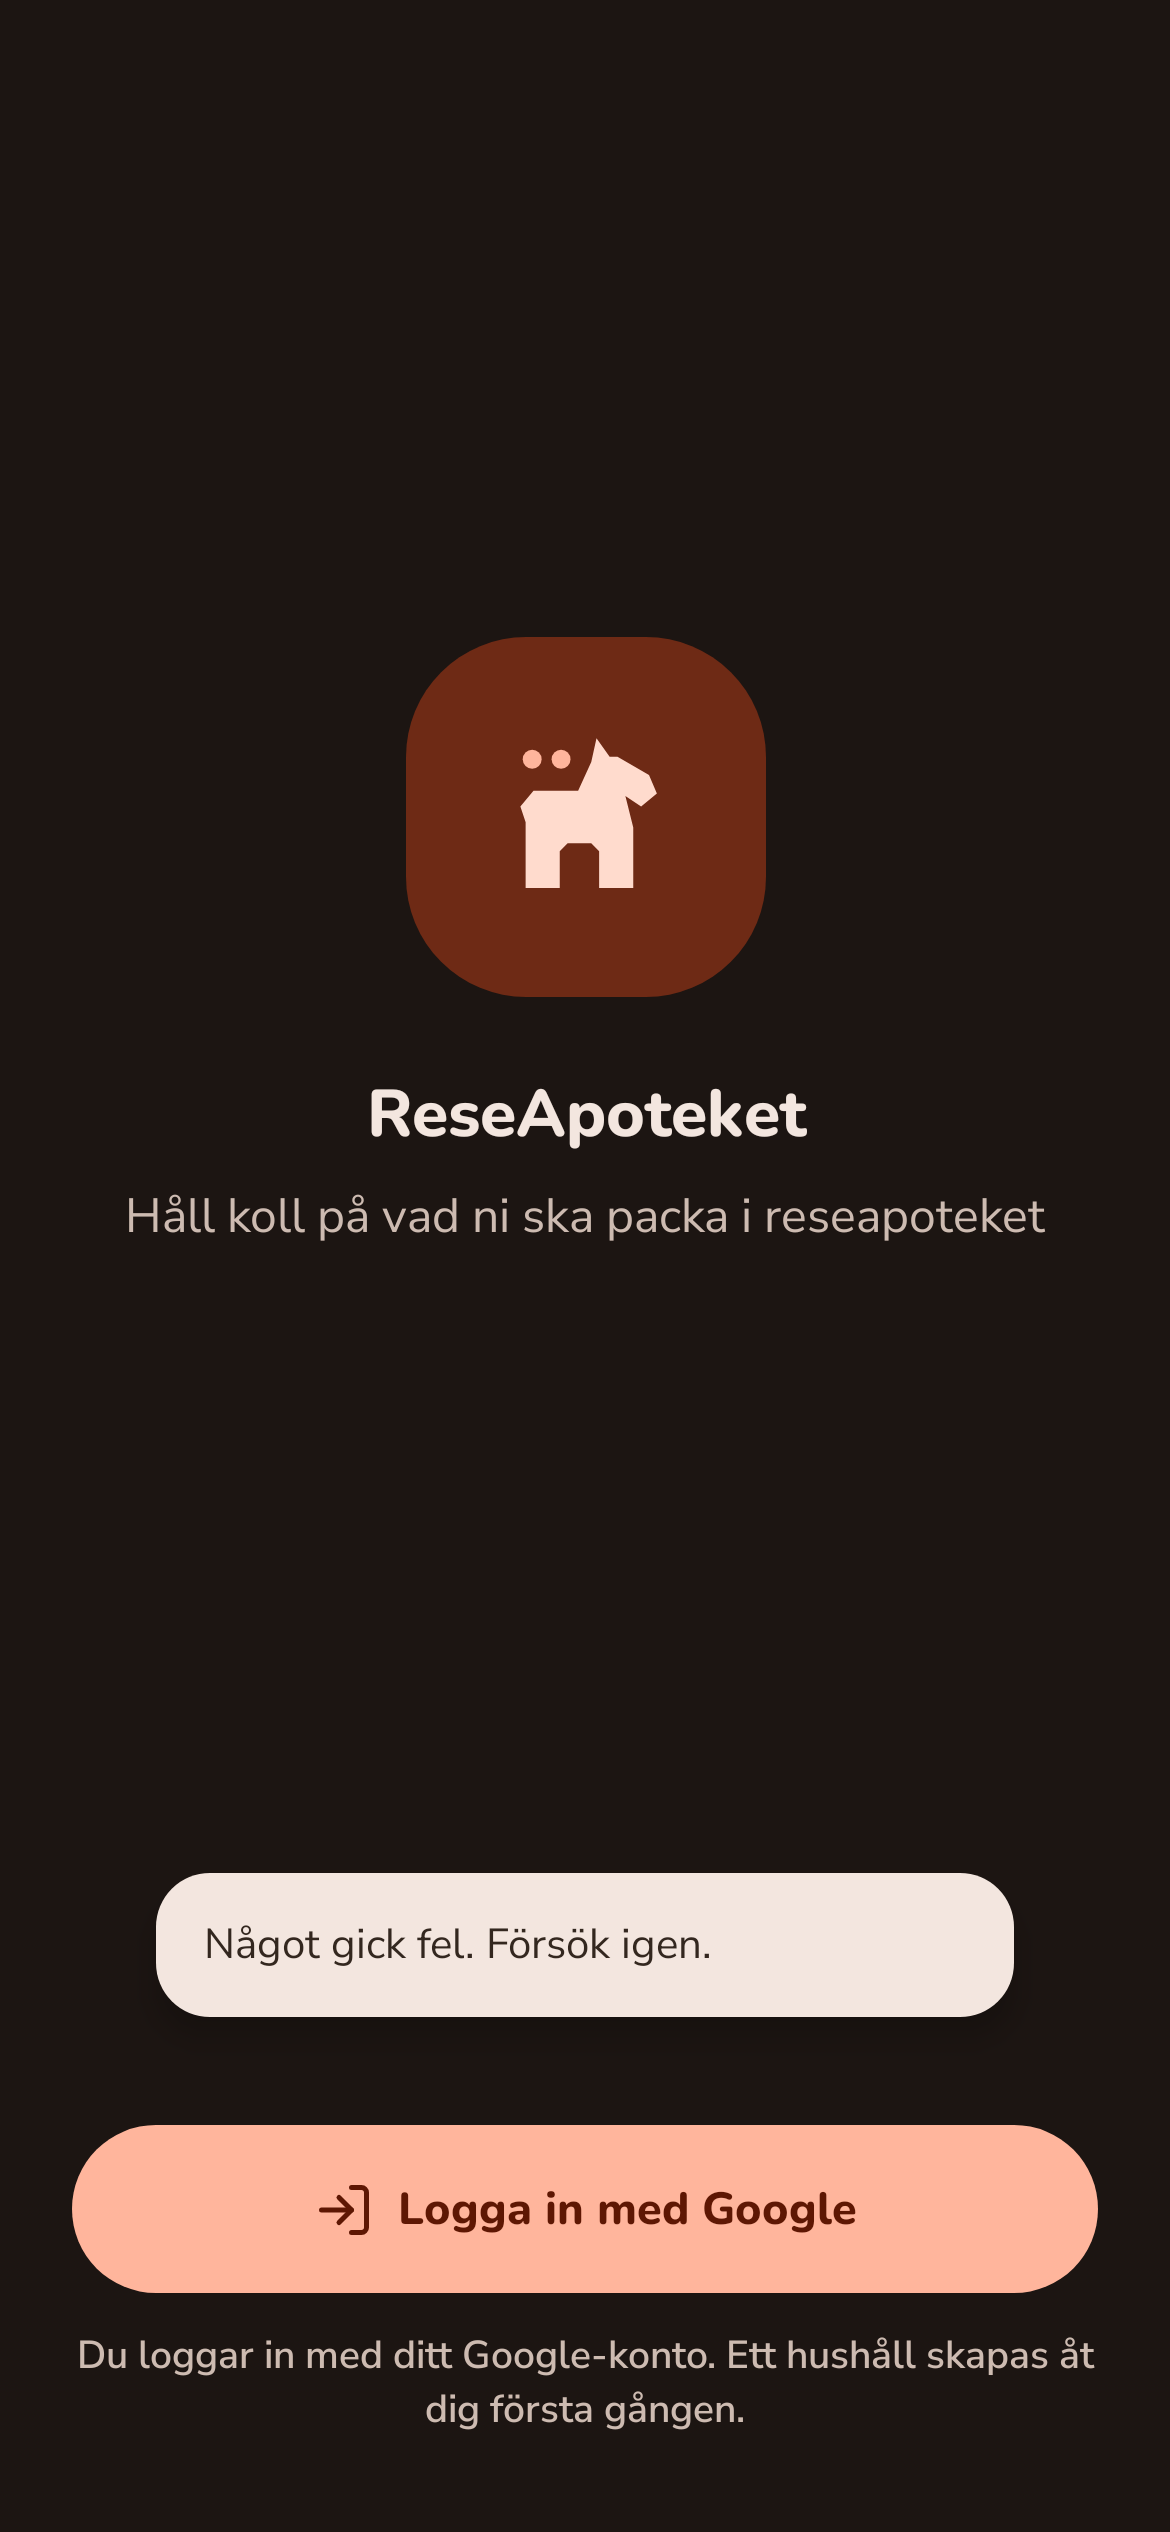 ReseApoteket
Håll koll på vad ni ska packa i reseapoteket
Något gick fel. Försök igen.
Logga in med Google
Du loggar in med ditt Google-konto. Ett hushåll skapas åt
dig första gången.